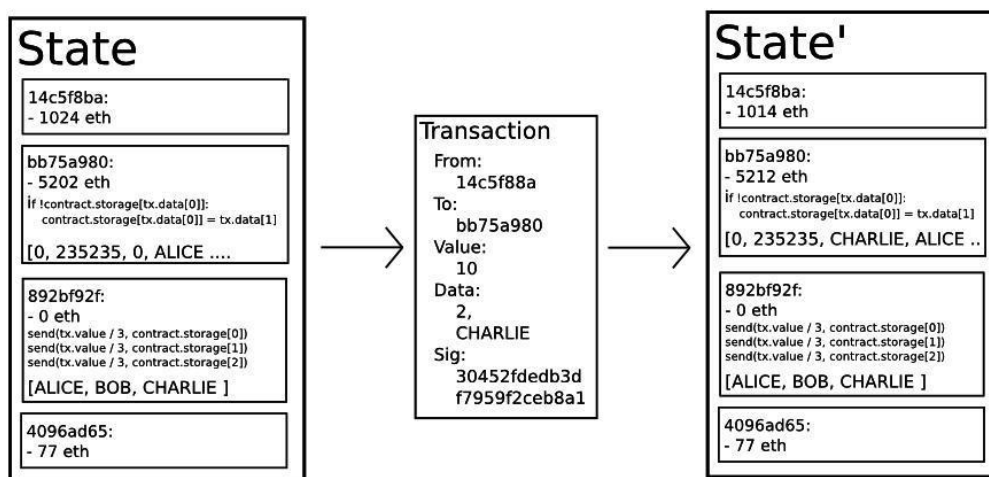 State
14c5f8ba:
- 1024 eth
bb75a980:
- 5202 eth
if !contract.storage[tx.data[0]]:
contract.storage[tx.data[0]] = tx.data[1]
[0, 235235, 0, ALICE ....
892bf92f:
- 0 eth
send(tx.value / 3, contract.storage[0])
send(tx.value / 3, contract.storage[1])
send(tx.value / 3, contract.storage[2])
[ALICE, BOB, CHARLIE ]
4096ad65:
- 77 eth
Transaction
From:
14c5f88a
To:
bb75a980
Value:
10
Data:
2,
CHARLIE
Sig:
30452fdedb3d
f7959f2ceb8a1
State'
14c5f8ba:
- 1014 eth
bb75a980:
- 5212 eth
if !contract.storage[tx.data[0]]:
contract.storage[tx.data[0]] = tx.data[1]
[0, 235235, CHARLIE, ALICE ..
892bf92f:
- 0 eth
send(tx.value / 3, contract.storage[0])
send(tx.value / 3, contract.storage[1])
send(tx.value / 3, contract.storage[2])
[ALICE, BOB, CHARLIE ]
4096ad65:
- 77 eth